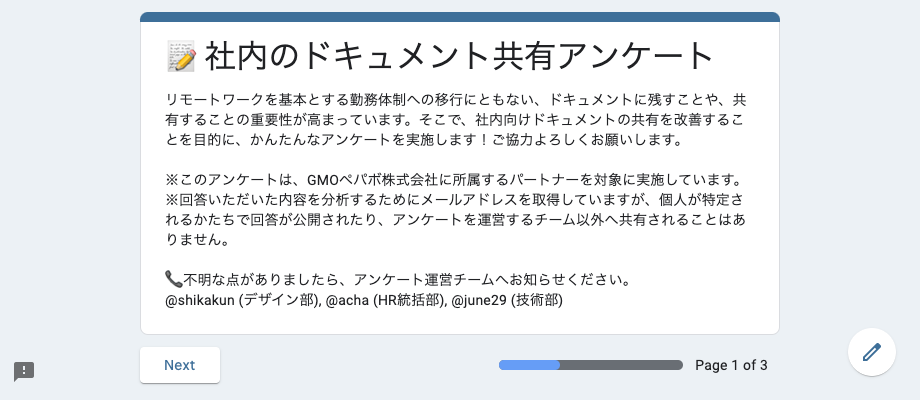 📝 社内のドキュメント共有アンケート
リモートワークを基本とする勤務体制への移行にともない、ドキュメントに残すことや、共
有することの重要性が高まっています。そこで、社内向けドキュメントの共有を改善するこ
とを目的に、かんたんなアンケートを実施します！ご協力よろしくお願いします。
※このアンケートは、GMOペパボ株式会社に所属するパートナーを対象に実施しています。
※回答いただいた内容を分析するためにメールアドレスを取得していますが、個人が特定さ
れるかたちで回答が公開されたり、アンケートを運営するチーム以外へ共有されることはあ
りません。
📞不明な点がありましたら、アンケート運営チームへお知らせください。
@shikakun (デザイン部), @acha (HR統括部), @june29 (技術部)
Next
Page 1 of 3